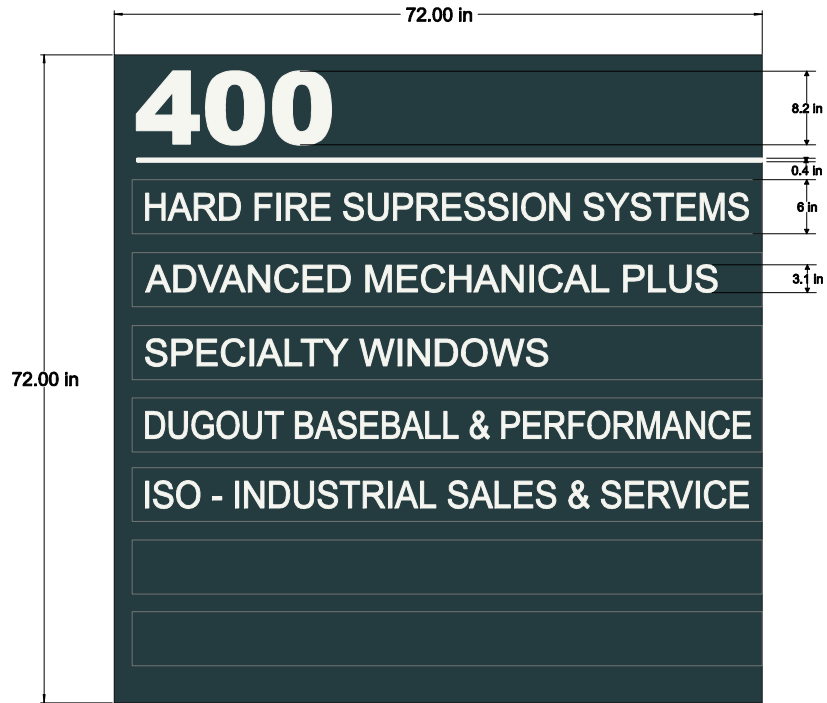 72.00 in
400
8.2 in
0.4 in
HARD FIRE SUPRESSION SYSTEMS
6 in
ADVANCED MECHANICAL PLUS
3.1 in
SPECIALTY WINDOWS
72.00 in
DUGOUT BASEBALL & PERFORMANCE
ISO - INDUSTRIAL SALES & SERVICE